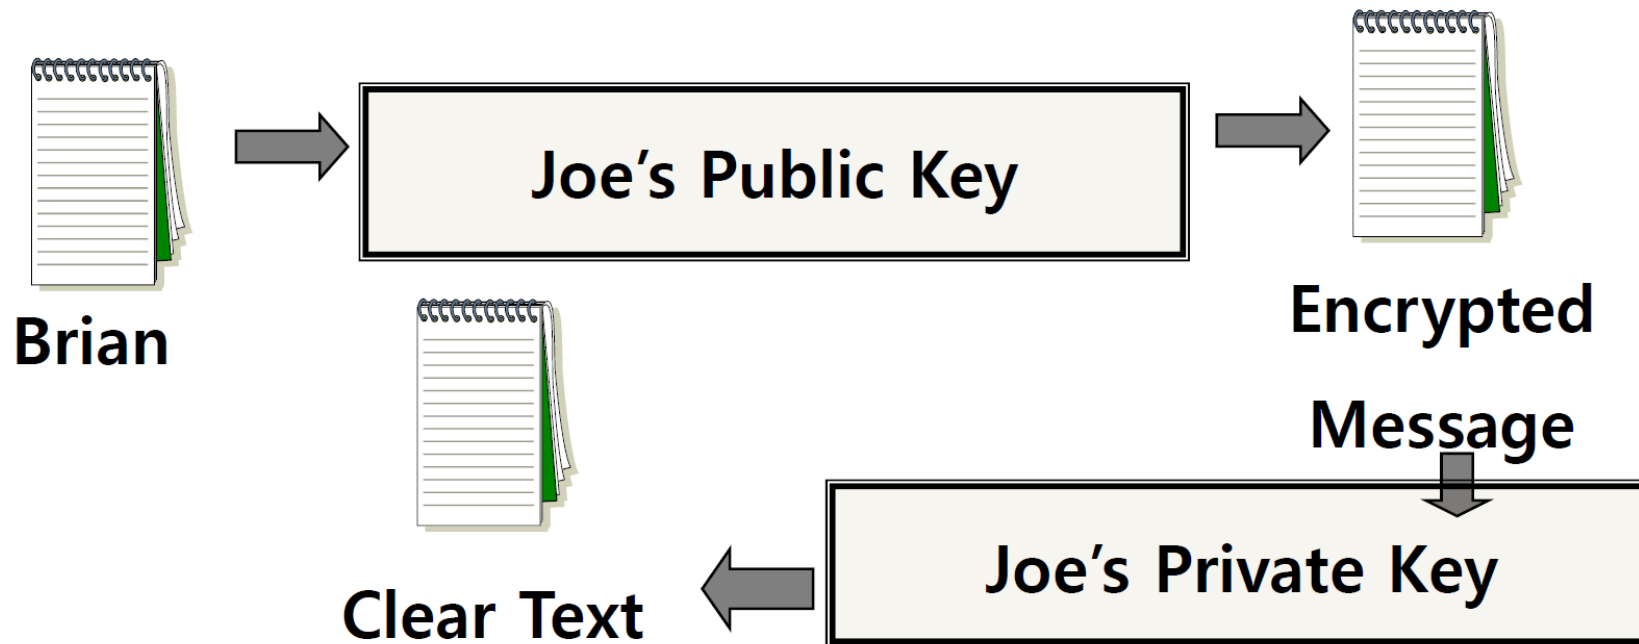 Joe’s Public Key
Brian
Encrypted
Message
Joe’s Private Key
Clear Text